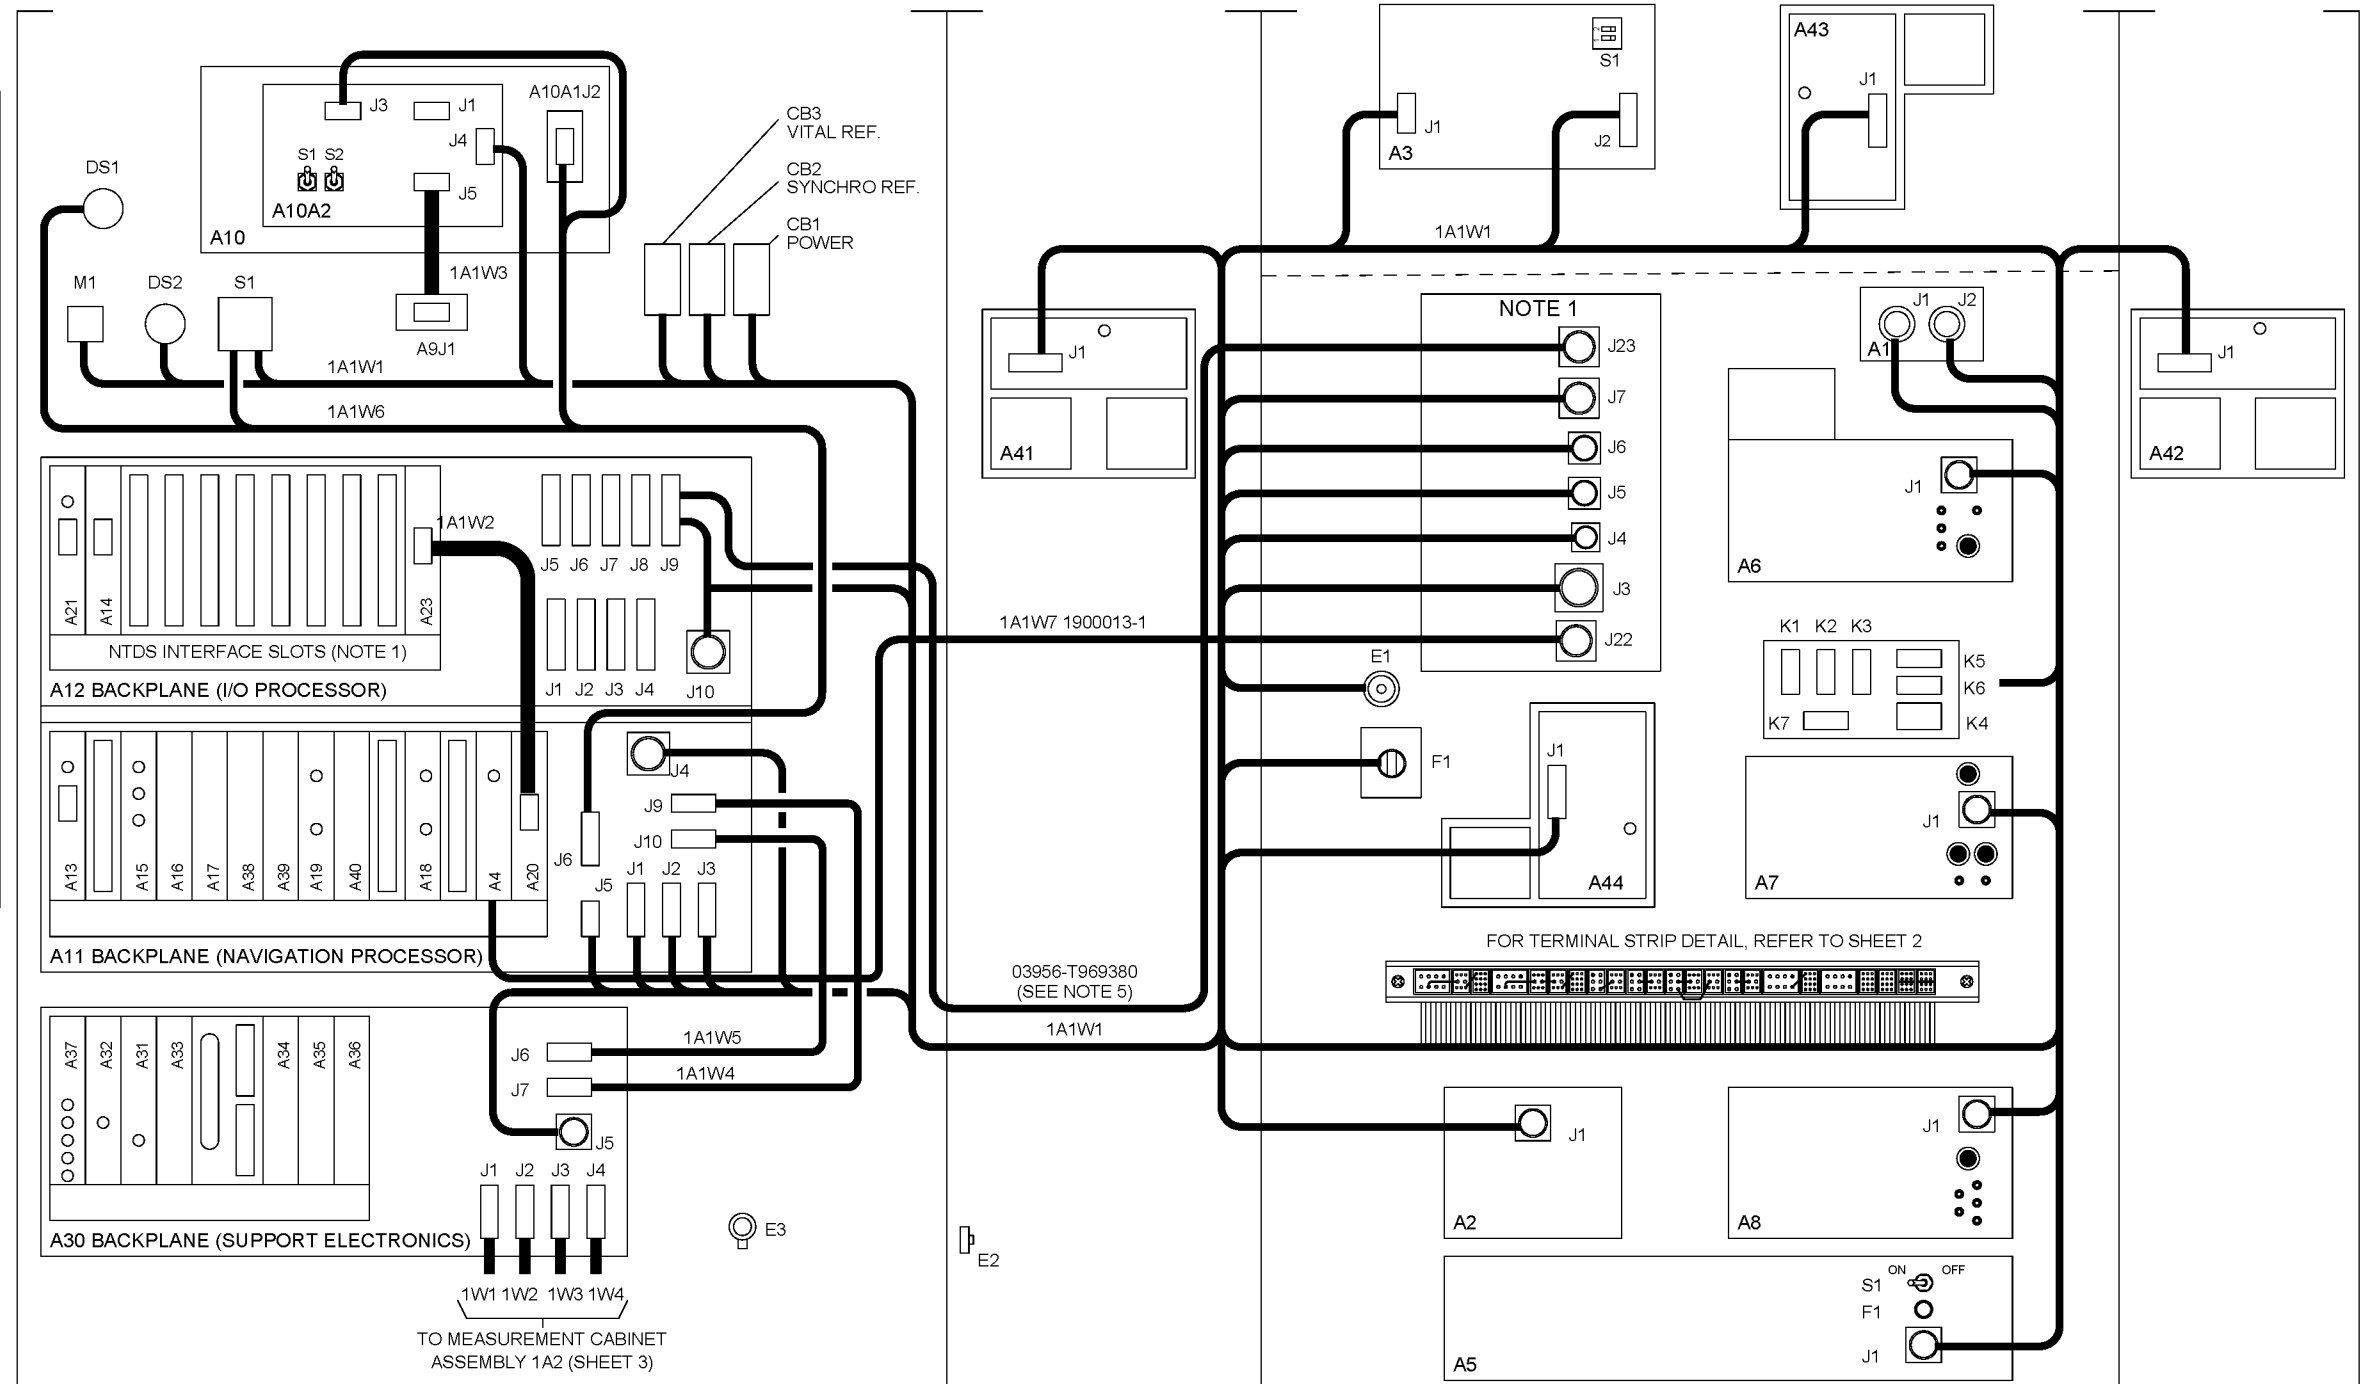 J3
J1
A10A1J2
J4
S1 S2
J5
A10A2
A10
DS1
CB3
VITAL REF.
CB2
SYNCHRO REF.
CB1
POWER
M1
DS2
S1
1A1W3
A9J1
1A1W1
1A1W6
A21
A14
A23
1A1W2
J5 J6 J7 J8 J9
NTDS INTERFACE SLOTS (NOTE 1)
J1 J2 J3 J4
J10
A12 BACKPLANE (I/O PROCESSOR)
J4
J9
J10
J6
J5
J1
J2
J3
A13
A15
A16
A17
A38
A39
A19
A40
A18
A4
A20
A11 BACKPLANE (NAVIGATION PROCESSOR)
A37
A32
A31
A33
A34
A35
A36
J6
1A1W5
J7
1A1W4
J5
J1 J2 J3 J4
A30 BACKPLANE (SUPPORT ELECTRONICS)
1W1 1W2 1W3 1W4
TO MEASUREMENT CABINET
ASSEMBLY 1A2 (SHEET 3)
E3
E2
J1
A41
1A1W7 1900013-1
03956-T969380
(SEE NOTE 5)
1A1W1
1 2
S1
J1
J2
A3
A43
J1
1A1W1
NOTE 1
J23
J7
J6
J5
J4
J3
J22
E1
F1
J1
A44
J1
J2
A1
J1
A6
K1 K2 K3
K5
K6
K7
K4
J1
A7
FOR TERMINAL STRIP DETAIL, REFER TO SHEET 2
J1
A2
J1
A8
ON
OFF
S1
F1
J1
A5
J1
A42